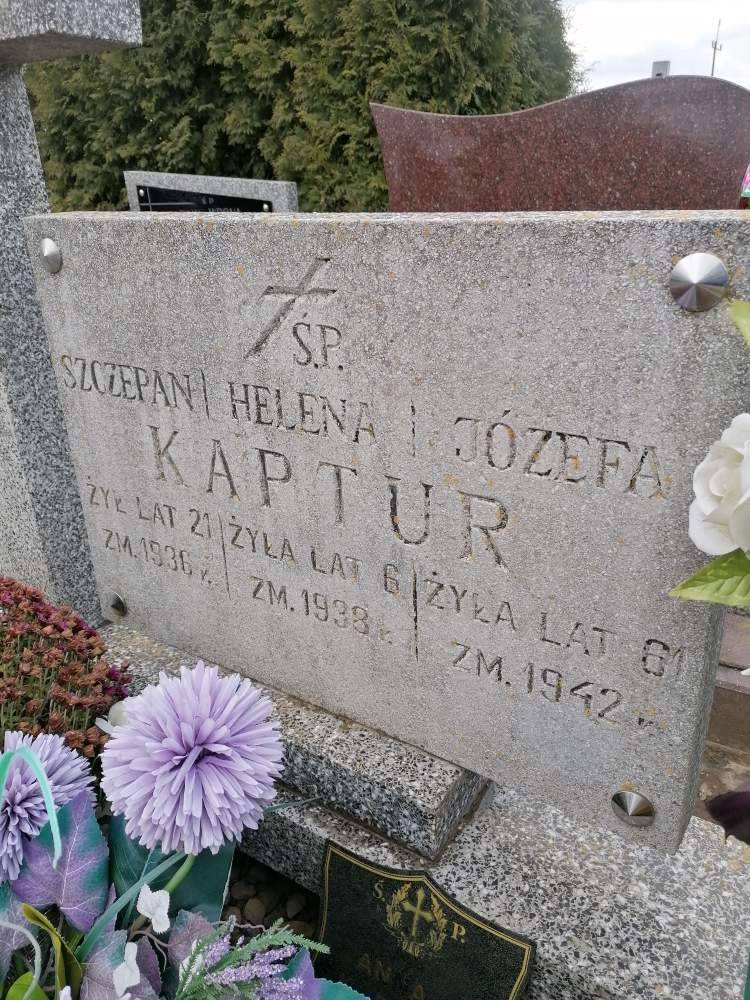 Ś.P.
SZCZEPAN HELENA JÓZEFA
KAPTUR
ŻYŁ LAT 21 ŻYŁA LAT 6 ŻYŁA LAT 61
ZM.1936 r. ZM.1938 r. ZM.1942 r.
Ś. P.